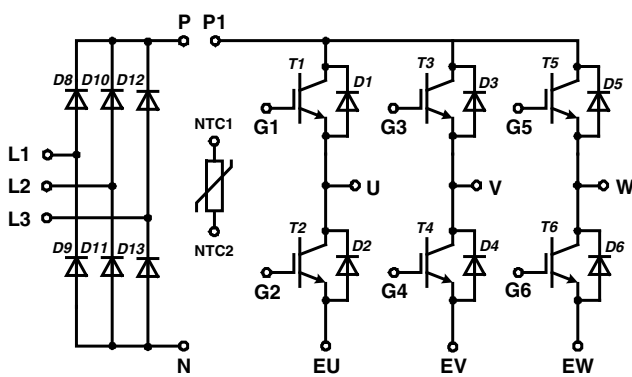 P P1
D8 D10 D12
T1 D1 T3 D3 T5 D5
G1 G3 G5
NTC1
L1
L2
L3
U V W
D9 D11 D13
NTC2
T2 D2 T4 D4 T6 D6
G2 G4 G6
N EU EV EW